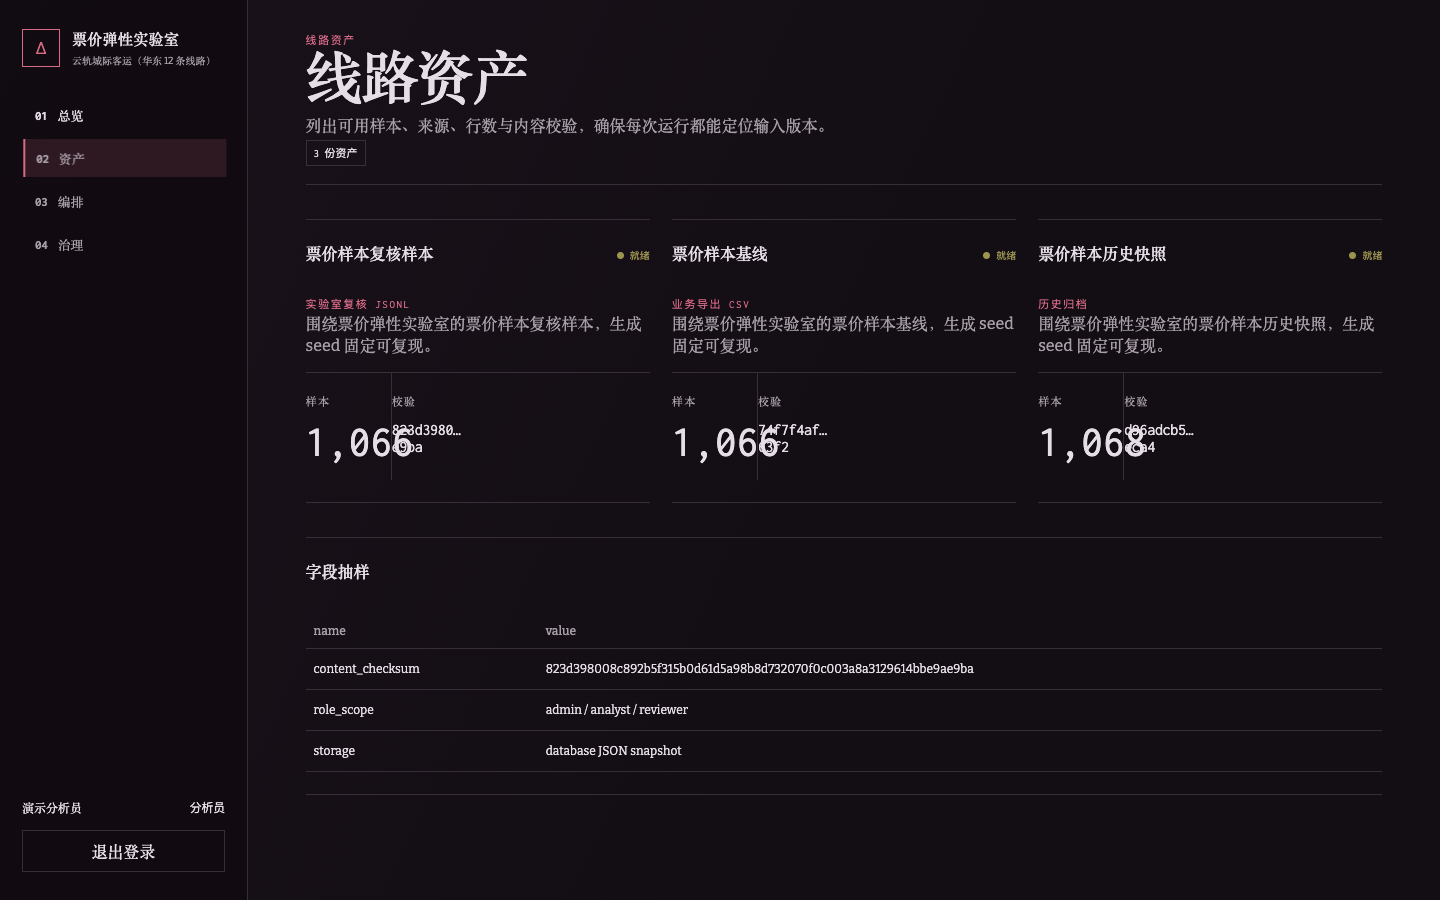 Δ
票价弹性实验室
云轨城际客运（华东 12 条线路）
01 总览
02 资产
03 编排
04 治理
演示分析员 分析员
退出登录
线路资产
线路资产
列出可用样本、来源、行数与内容校验，确保每次运行都能定位输入版本。
3 份资产
票价样本复核样本 就绪
实验室复核 JSONL
围绕票价弹性实验室的票价样本复核样本，生成
seed 固定可复现。
样本 校验
1,066
823d3980…
e9ba
票价样本基线 就绪
业务导出 CSV
围绕票价弹性实验室的票价样本基线，生成 seed
固定可复现。
样本 校验
1,066
74f7f4af…
d3f2
票价样本历史快照 就绪
历史归档
围绕票价弹性实验室的票价样本历史快照，生成
seed 固定可复现。
样本 校验
1,068
d96adcb5…
字段抽样
name value
content_checksum 823d398008c892b5f315b0d61d5a98b8d732070f0c003a8a3129614bbe9ae9ba
role_scope admin / analyst / reviewer
storage database JSON snapshot